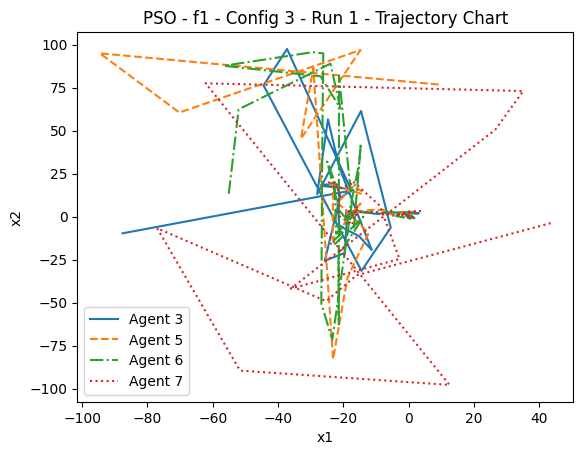 PSO - f1 - Config 3 - Run 1 - Trajectory Chart
100
75
50
25
0
−25
−50
−75
−100
x2
Agent 3
Agent 5
Agent 6
Agent 7
−100 −80 −60 −40 −20 0 20 40
x1